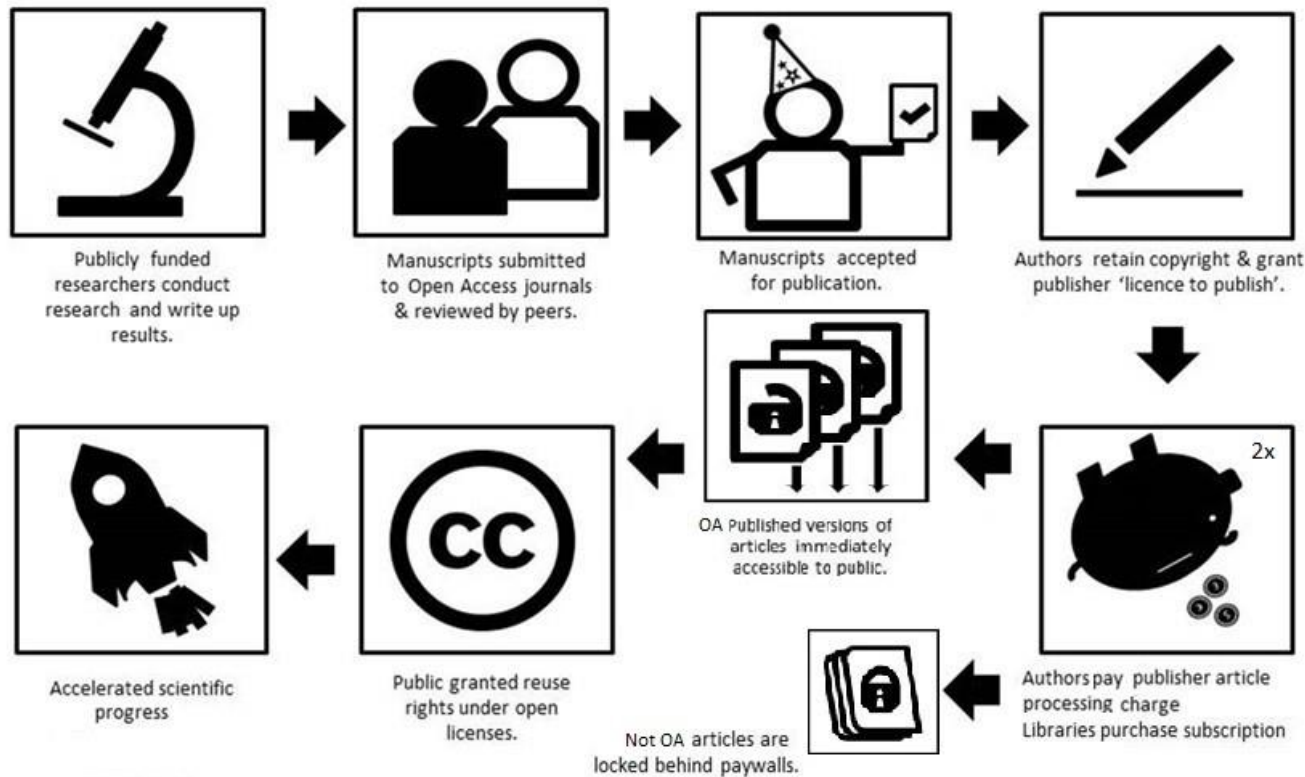 Publicly funded
researchers conduct
research and write up
results.
Manuscripts submitted
to Open Access journals
& reviewed by peers.
Manuscripts accepted
for publication.
Authors retain copyright & grant
publisher ‘licence to publish’.
2x
Authors pay publisher article
processing charge
Libraries purchase subscription
OA Published versions of
articles immediately
accessible to public.
Not OA articles are
locked behind paywalls.
cc
Public granted reuse
rights under open
licenses.
Accelerated scientific
progress